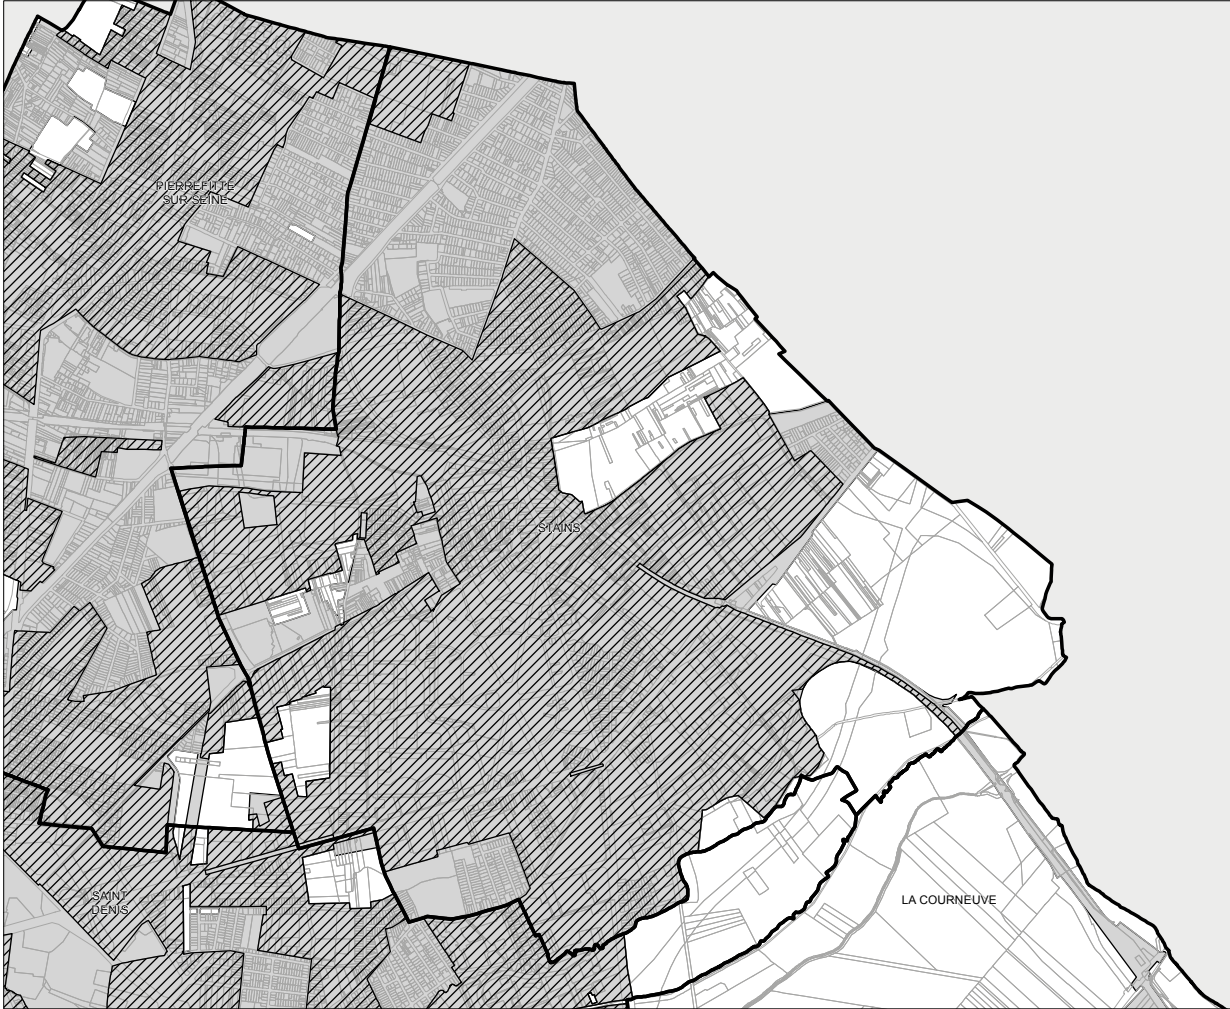 PIERREFITTE
SUR SEINE
STAINS
SAINT
DENIS
LA COURNEUVE